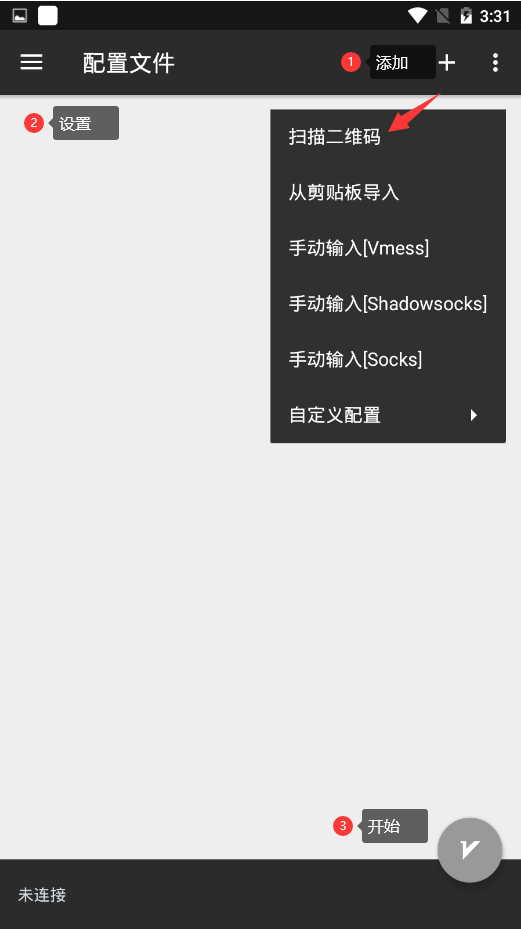 3:31
配置文件
1 添加
2 设置
扫描二维码
从剪贴板导入
手动输入[Vmess]
手动输入[Shadowsocks]
手动输入[Socks]
自定义配置
3 开始
未连接